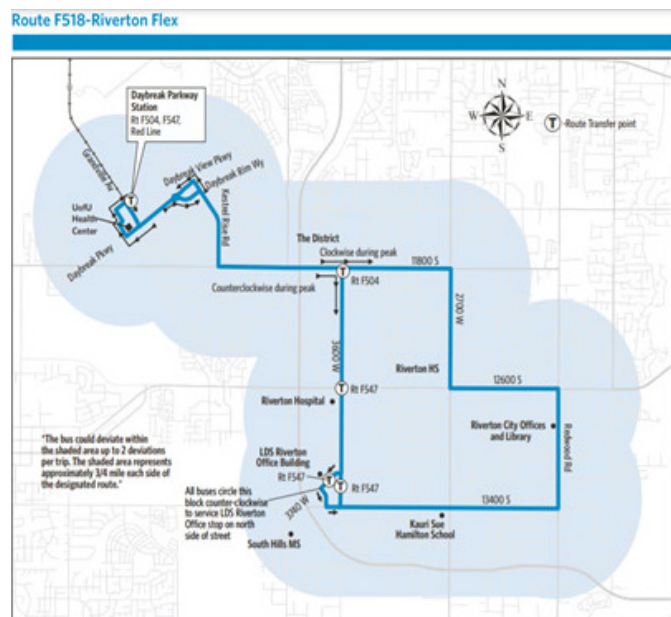 Route F518-Riverton Flex
Daybreak Parkway
Station
Rt F504, F547,
Red Line
N
W
E
S
T
-Route Transfer point
Grandville Av
T
Daybreak View Pkwy
Daybreak Rim Wy
UofU
Health
Center
Kestrel Rise Rd
Daybreak Pkwy
The District
Clockwise during peak
11800 S
T
Rt F504
Counterclockwise during peak
2700 W
3600 W
Riverton HS
12600 S
T
Rt F547
Riverton Hospital
Riverton City Offices
and Library
Redwood Rd
"The bus could deviate within
the shaded area up to 2 deviations
per trip. The shaded area represents
approximately 3/4 mile each side of
the designated route."
LDS Riverton
Office Building
Rt F547
T
T
Rt F547
All buses circle this
block counter-clockwise
to service LDS Riverton
Office stop on north
side of street
3740 W
13400 S
Kauri Sue
Hamilton School
South Hills MS